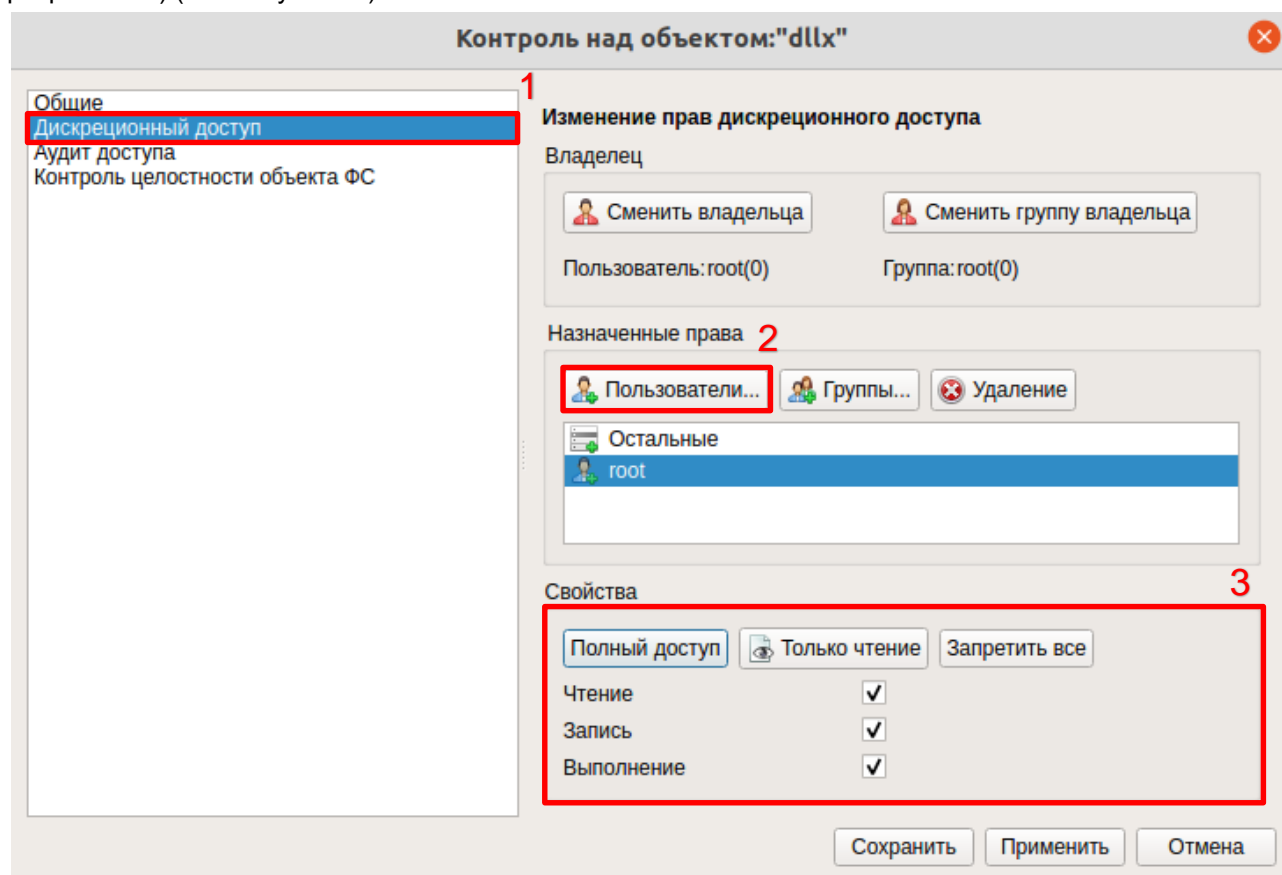 Контроль над объектом:"dllx"
1
Общие
Дискреционный доступ
Аудит доступа
Контроль целостности объекта ФС
Изменение прав дискреционного доступа
Владелец
Сменить владельца
Сменить группу владельца
Пользователь:root(0)
Группа:root(0)
Назначенные права
2
Пользователи...
Группы...
Удаление
Остальные
root
Свойства
3
Полный доступ
Только чтение
Запретить все
Чтение
Запись
Выполнение
Сохранить
Применить
Отмена